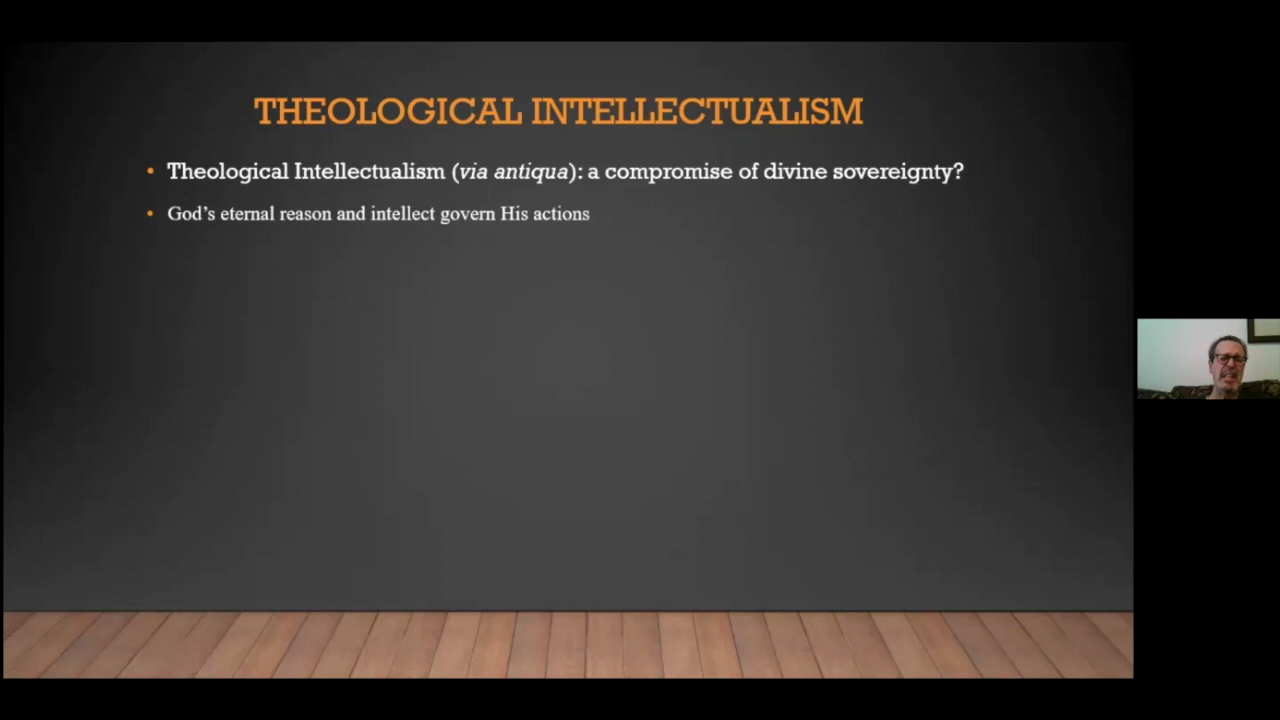 THEOLOGICAL INTELLECTUALISM
• Theological Intellectualism (via antiqua): a compromise of divine sovereignty?
• God's eternal reason and intellect govern His actions